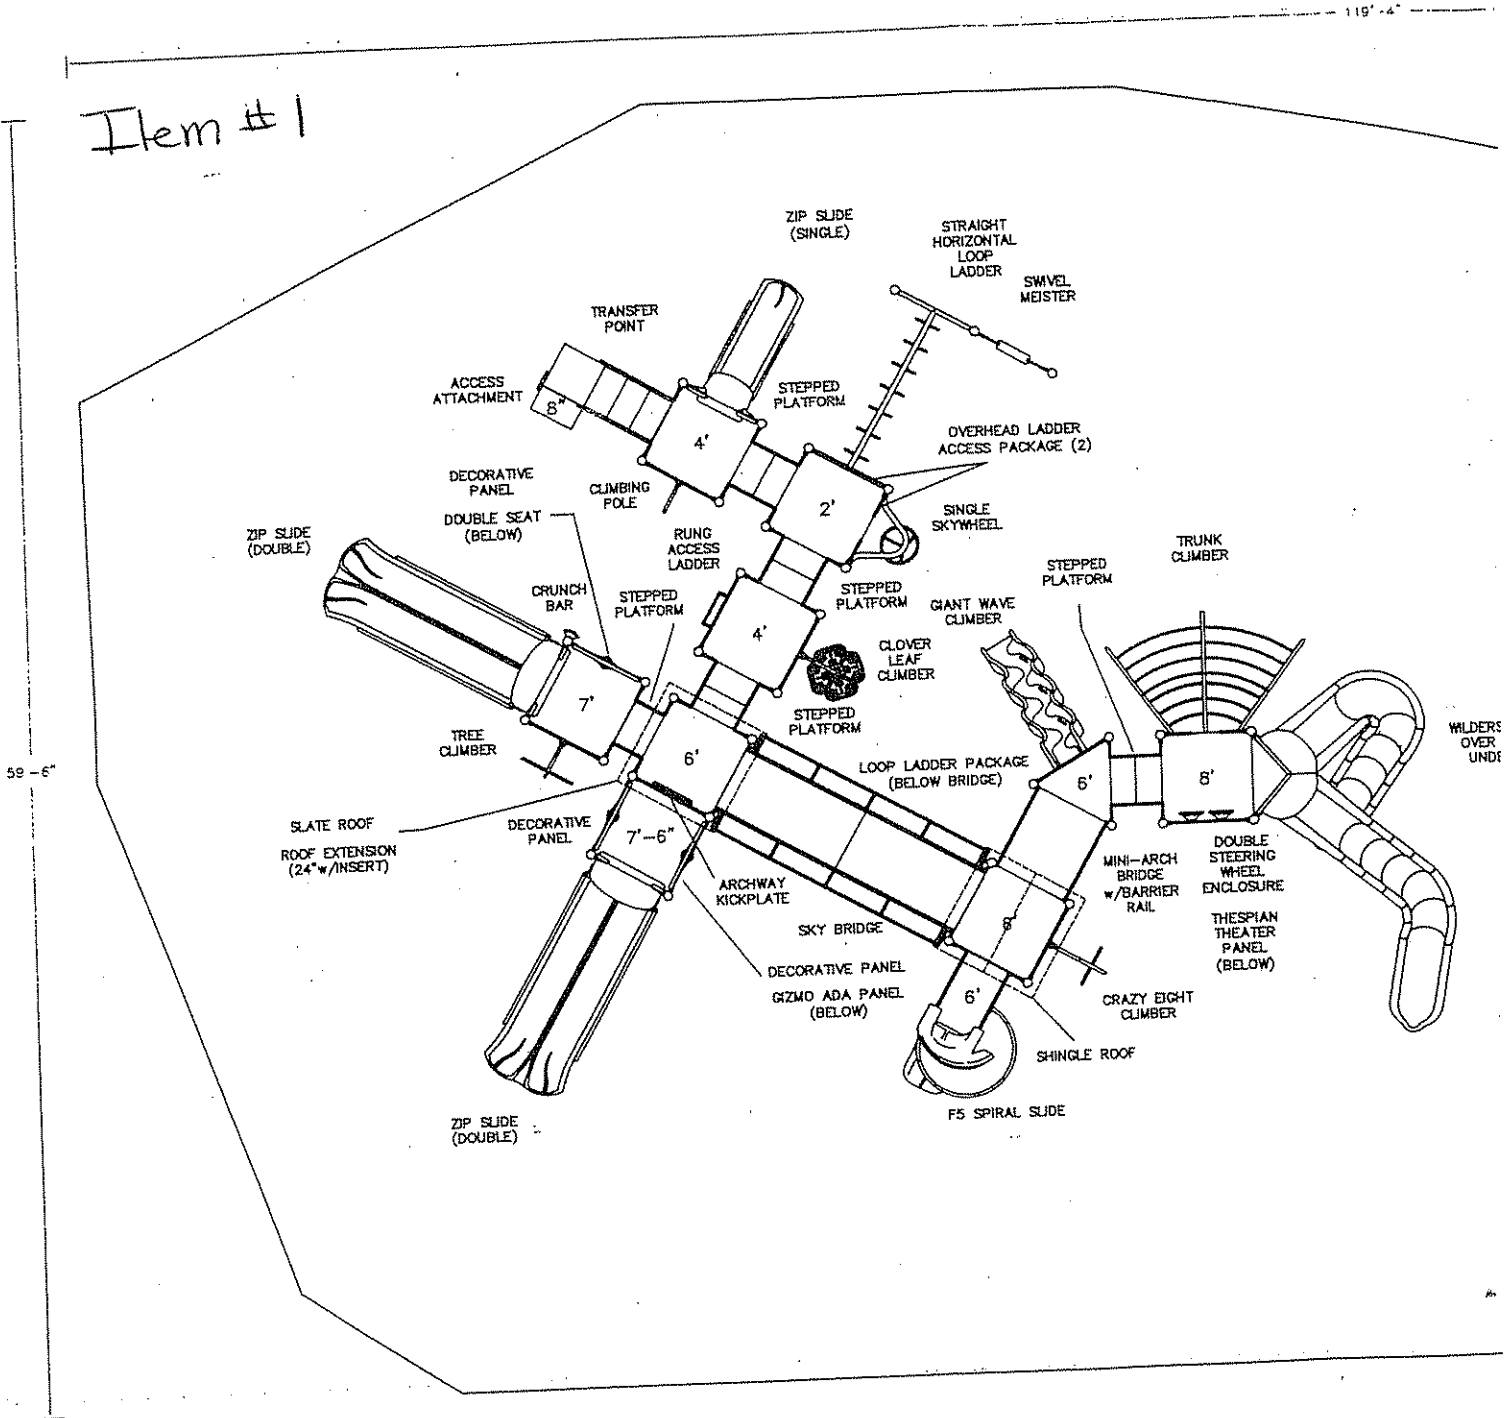 119'-4"
Item #1
ZIP SLIDE
(SINGLE)
STRAIGHT
HORIZONTAL
LOOP
LADDER
SWIVEL
MEISTER
TRANSFER
POINT
ACCESS
ATTACHMENT
8"
STEPPED
PLATFORM
4'
OVERHEAD LADDER
ACCESS PACKAGE (2)
DECORATIVE
PANEL
CLIMBING
POLE
2'
SINGLE
SKYWHEEL
DOUBLE SEAT
(BELOW)
ZIP SLIDE
(DOUBLE)
RUNG
ACCESS
LADDER
TRUNK
CLIMBER
STEPPED
PLATFORM
CRUNCH
BAR
STEPPED
PLATFORM
STEPPED
PLATFORM
GIANT WAVE
CLIMBER
4'
CLOVER
LEAF
CLIMBER
7'
STEPPED
PLATFORM
TREE
CLIMBER
WILDERS
OVER
UNDE
59'-6"
6'
LOOP LADDER PACKAGE
(BELOW BRIDGE)
6'
8'
SLATE ROOF
ROOF EXTENSION
(24"w/INSERT)
DECORATIVE
PANEL
7'-6"
ARCHWAY
KICKPLATE
MINI-ARCH
BRIDGE
w/BARRIER
RAIL
DOUBLE
STEERING
WHEEL
ENCLOSURE
SKY BRIDGE
8'
THESPIAN
THEATER
PANEL
(BELOW)
DECORATIVE PANEL
GIZMO ADA PANEL
(BELOW)
6'
CRAZY EIGHT
CLIMBER
SHINGLE ROOF
F5 SPIRAL SLIDE
ZIP SLIDE
(DOUBLE)